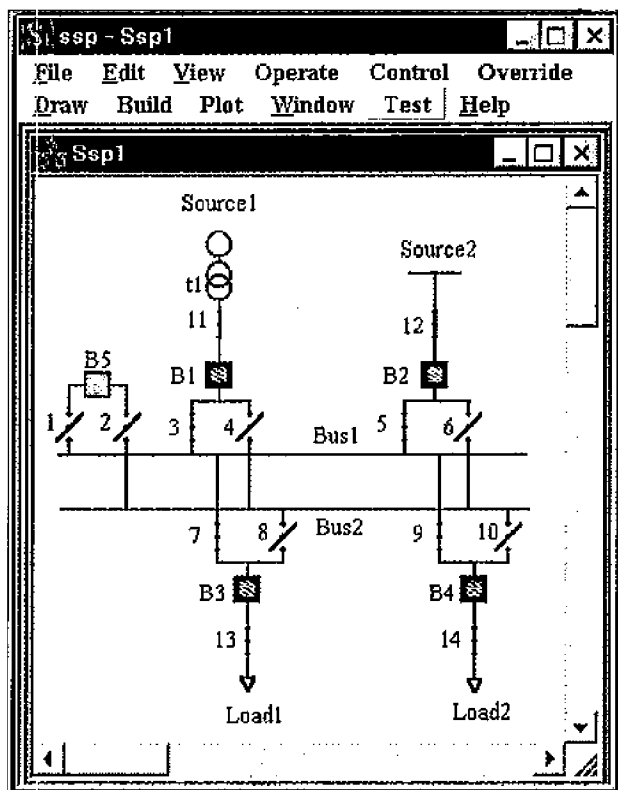 ssp - Ssp1
File Edit View Operate Control Override
Draw Build Plot Window Test Help
Ssp1
Source1
Source2
t1
11
12
B5
B1
B2
1 2 3 4 5 6
Bus1
7 8 Bus2 9 10
B3
B4
13
14
Load1
Load2